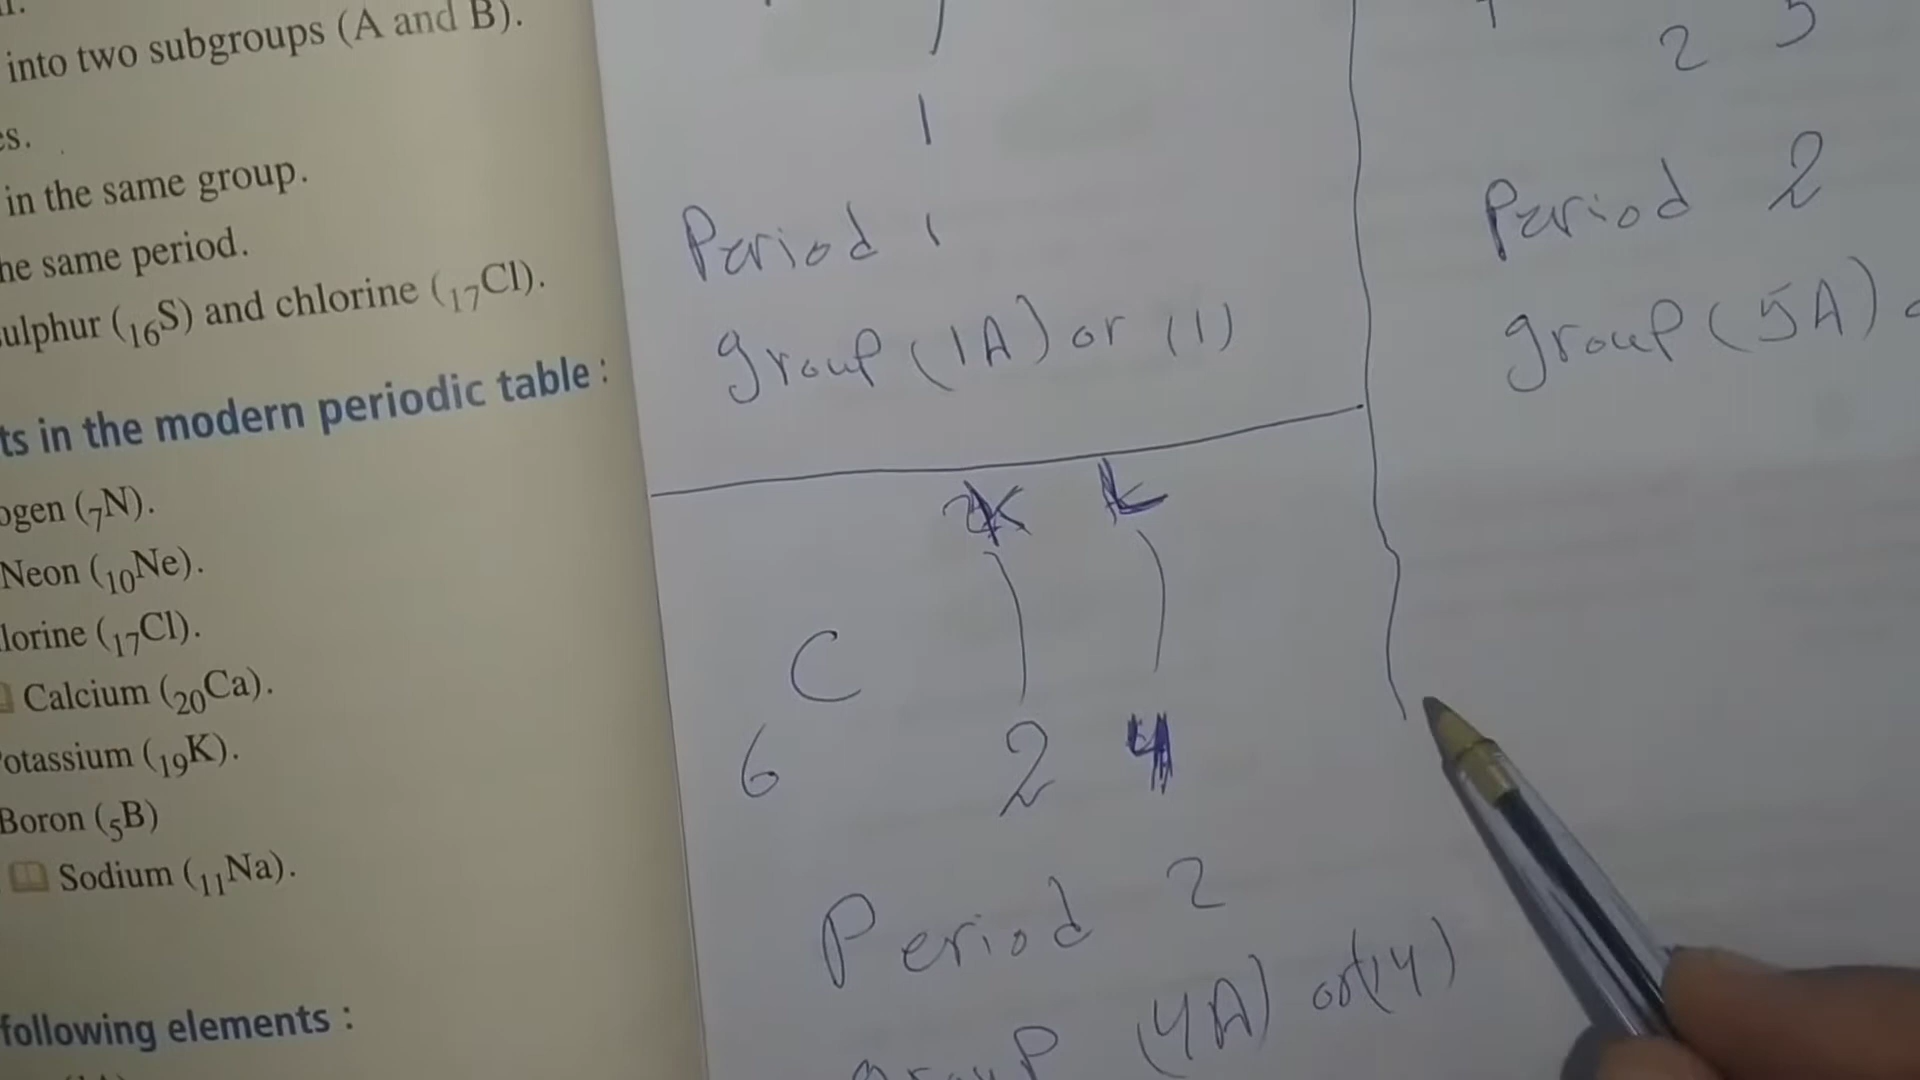 into two subgroups (A and B).
es.
in the same group.
he same period.
ulphur (16S) and chlorine (17Cl).
ts in the modern periodic table :
ogen (7N).
Neon (10Ne).
lorine (17Cl).
Calcium (20Ca).
otassium (19K).
Boron (5B)
Sodium (11Na).
following elements :
1
Period 1
group (1A) or (1)
K L
C
6 2 4
Period 2
group (4A) or (14)
2 5
Period 2
group (5A)